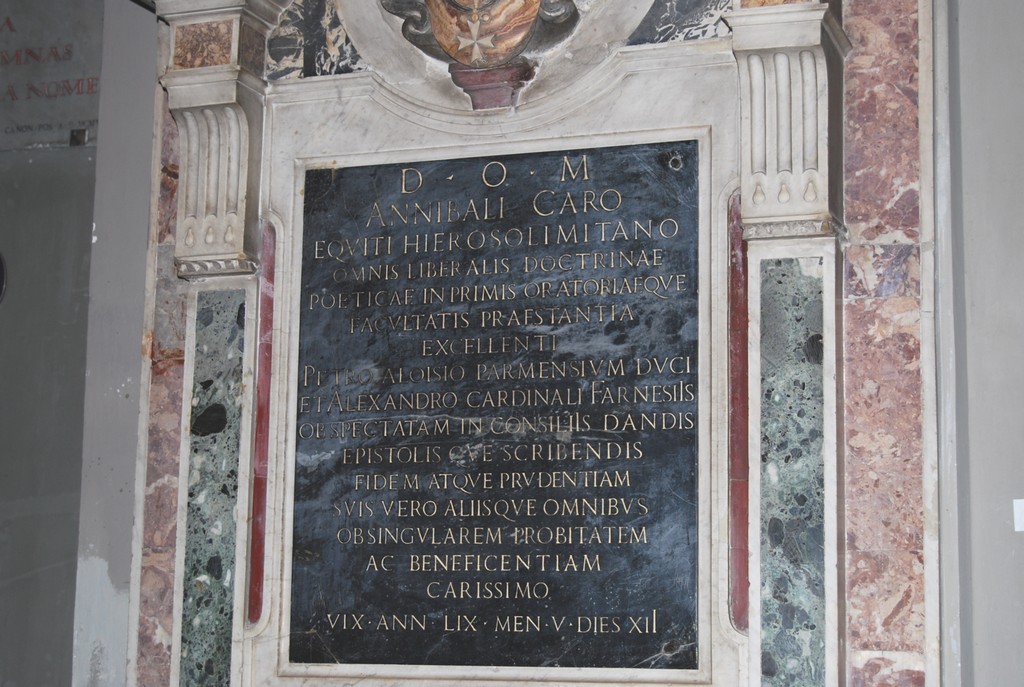 A
MNAS
A NOME
D · O · M
ANNIBALI CARO
EQVITI HIEROSOLIMITANO
OMNIS LIBERALIS DOCTRINAE
POETICAE IN PRIMIS ORATORIAEQVE
FACVLTATIS PRAESTANTIA
EXCELLENTI
PETRO ALOISIO PARMENSIVM DVCI
ET ALEXANDRO CARDINALI FARNESIIS
OB SPECTATAM IN CONSILIIS DANDIS
EPISTOLIS QVE SCRIBENDIS
FIDEM ATQVE PRVDENTIAM
SVIS VERO ALIISQVE OMNIBVS
OB SINGVLAREM PROBITATEM
AC BENEFICENTIAM
CARISSIMO
VIX · ANN · LIX · MEN · V · DIES XII